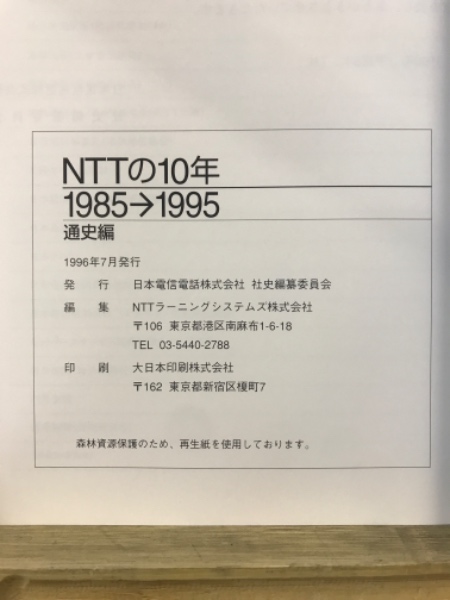 NTTの10年
1985→1995
通史編
1996年7月発行
発 行 日本電信電話株式会社 社史編纂委員会
編 集 NTTラーニングシステムズ株式会社
〒106 東京都港区南麻布1-6-18
TEL 03-5440-2788
印 刷 大日本印刷株式会社
〒162 東京都新宿区榎町7
森林資源保護のため、再生紙を使用しております。